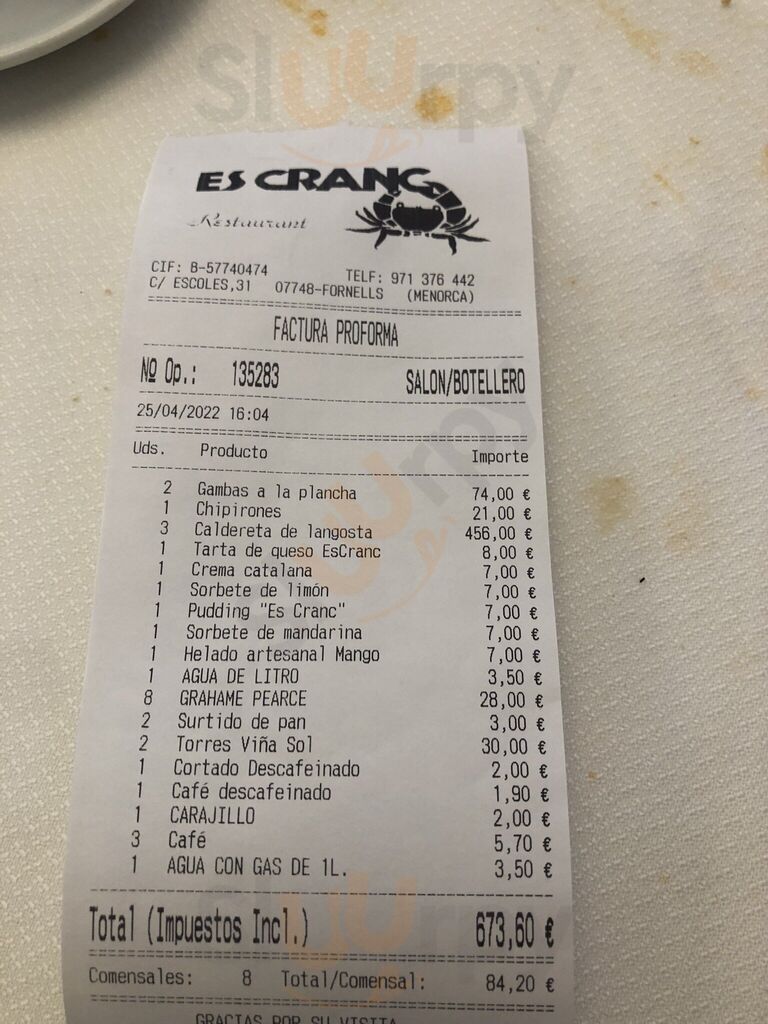 Sluurpy
ES CRANC
Restaurant
CIF: B-57740474 TELF: 971 376 442
C/ ESCOLES,31 07748-FORNELLS (MENORCA)
FACTURA PROFORMA
Nº Op.: 135283 SALON/BOTELLERO
25/04/2022 16:04
Uds. Producto Importe
2 Gambas a la plancha 74,00 €
1 Chipirones 21,00 €
3 Caldereta de langosta 456,00 €
1 Tarta de queso EsCranc 8,00 €
1 Crema catalana 7,00 €
1 Sorbete de limón 7,00 €
1 Pudding "Es Cranc" 7,00 €
1 Sorbete de mandarina 7,00 €
1 Helado artesanal Mango 7,00 €
1 AGUA DE LITRO 3,50 €
8 GRAHAME PEARCE 28,00 €
2 Surtido de pan 3,00 €
2 Torres Viña Sol 30,00 €
1 Cortado Descafeinado 2,00 €
1 Café descafeinado 1,90 €
1 CARAJILLO 2,00 €
3 Café 5,70 €
1 AGUA CON GAS DE 1L. 3,50 €
Total (Impuestos Incl.) 673,60 €
Comensales: 8 Total/Comensal: 84,20 €
GRACIAS POR SU VISITA